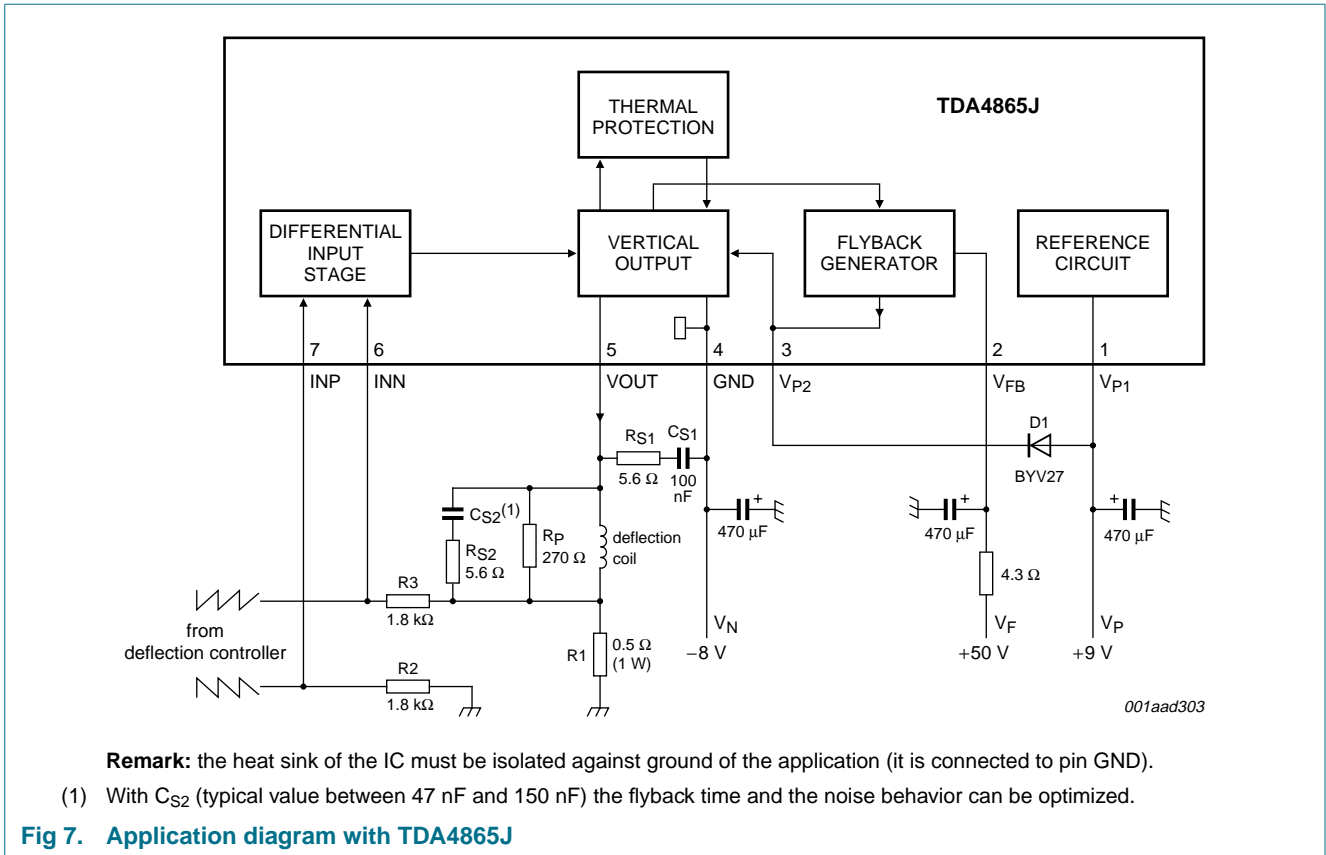 THERMAL
PROTECTION
TDA4865J
DIFFERENTIAL
INPUT
STAGE
VERTICAL
OUTPUT
FLYBACK
GENERATOR
REFERENCE
CIRCUIT
7 6 5 4 3 2 1
INP INN VOUT GND VP2 VFB VP1
D1
BYV27
RS1
5.6 Ω
CS1
100
nF
CS2(1)
RS2
5.6 Ω
RP
270 Ω
deflection
coil
+
470 µF
+
470 µF
+
470 µF
4.3 Ω
R3
1.8 kΩ
from
deflection controller
R2
1.8 kΩ
R1
0.5 Ω
(1 W)
VN
−8 V
VF
+50 V
VP
+9 V
001aad303
Remark: the heat sink of the IC must be isolated against ground of the application (it is connected to pin GND).
(1) With CS2 (typical value between 47 nF and 150 nF) the flyback time and the noise behavior can be optimized.
Fig 7. Application diagram with TDA4865J